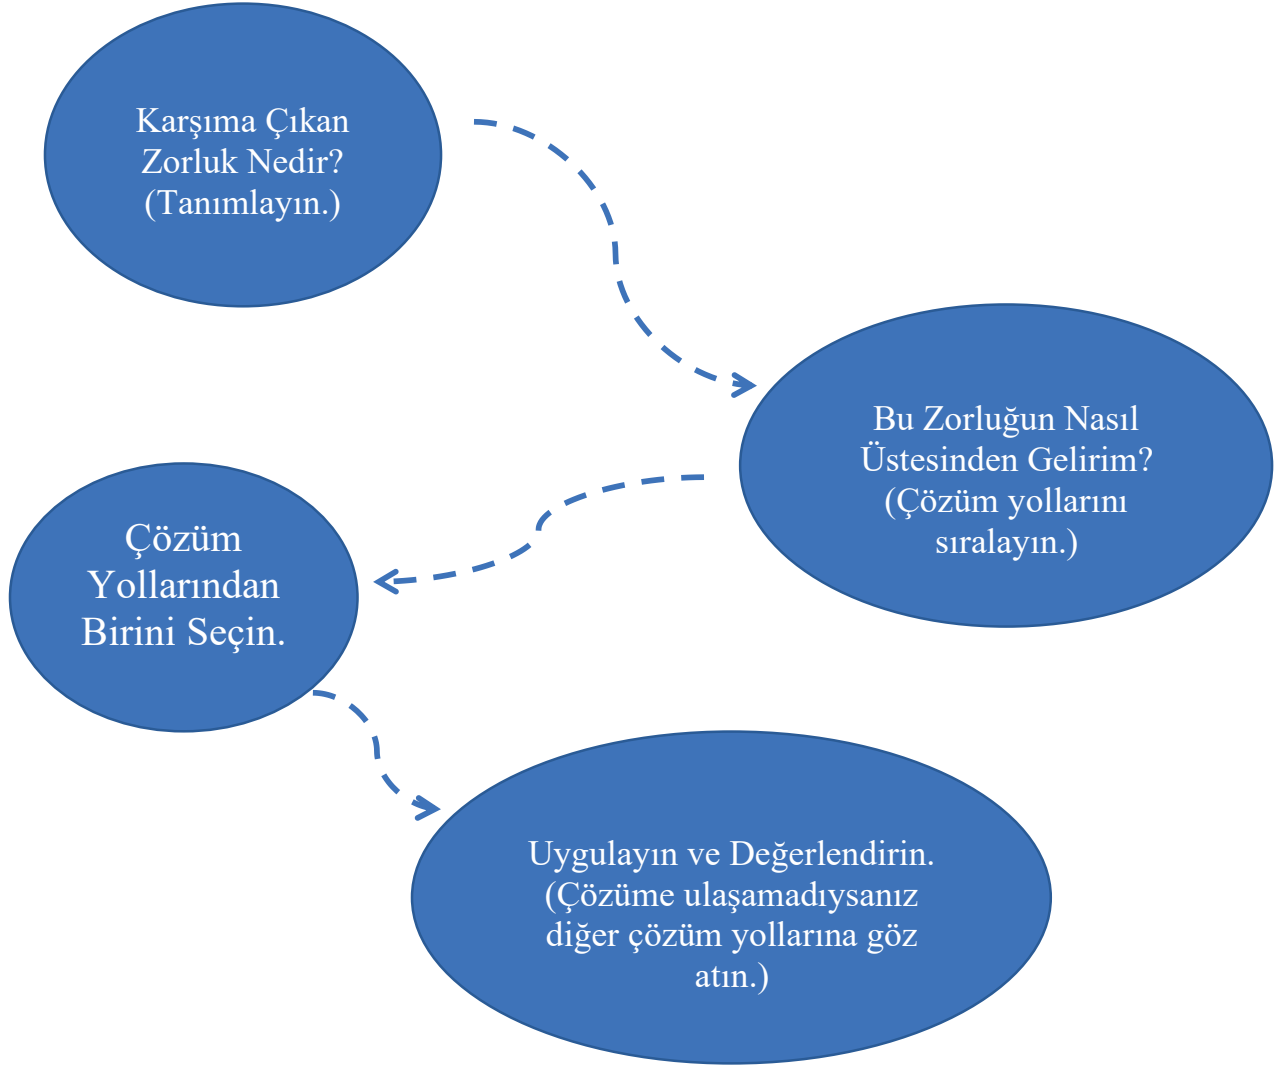 Karşıma Çıkan
Zorluk Nedir?
(Tanımlayın.)
Bu Zorluğun Nasıl
Üstesinden Gelirim?
(Çözüm yollarını
sıralayın.)
Çözüm
Yollarından
Birini Seçin.
Uygulayın ve Değerlendirin.
(Çözüme ulaşamadıysanız
diğer çözüm yollarına göz
atın.)